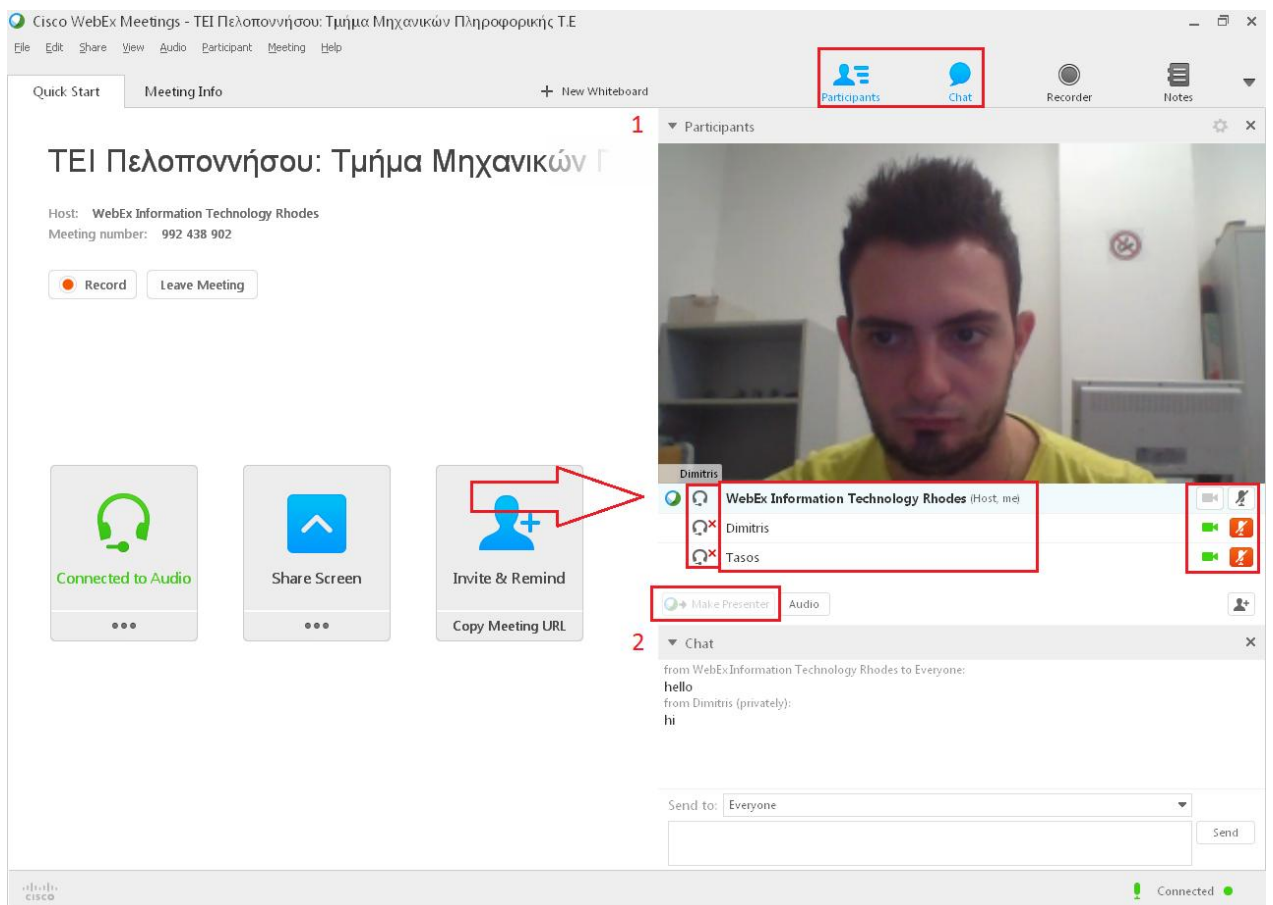 Cisco WebEx Meetings - ΤΕΙ Πελοποννήσου: Τμήμα Μηχανικών Πληροφορικής Τ.Ε
File Edit Share View Audio Participant Meeting Help
Quick Start Meeting Info + New Whiteboard
Participants Chat Recorder Notes
1
Participants
ΤΕΙ Πελοποννήσου: Τμήμα Μηχανικών Π
Host: WebEx Information Technology Rhodes
Meeting number: 992 438 902
Record Leave Meeting
Dimitris
WebEx Information Technology Rhodes (Host, me)
Dimitris
Tasos
Connected to Audio
Share Screen
Invite & Remind
Copy Meeting URL
Make Presenter Audio
2
Chat
from WebEx Information Technology Rhodes to Everyone:
hello
from Dimitris (privately):
hi
Send to: Everyone
Send
CISCO
Connected